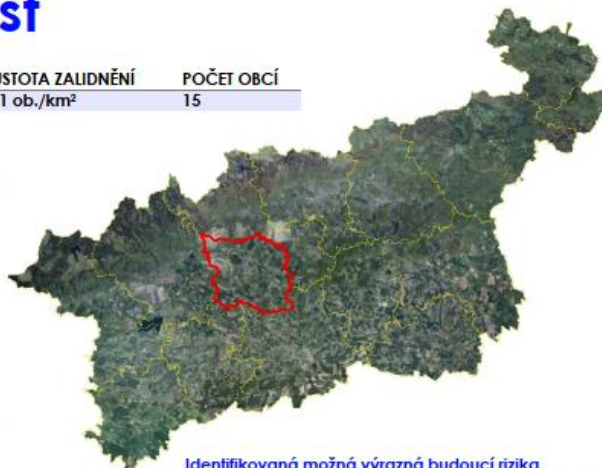 st
USTOTA ZALIDNĚNÍ POČET OBCÍ
1 ob./km² 15
Identifikovaná možná výrazná budoucí rizika